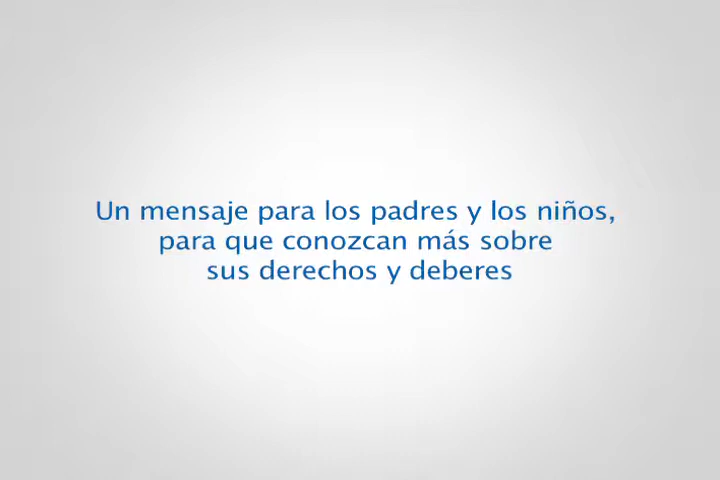 Un mensaje para los padres y los niños,
para que conozcan más sobre
sus derechos y deberes